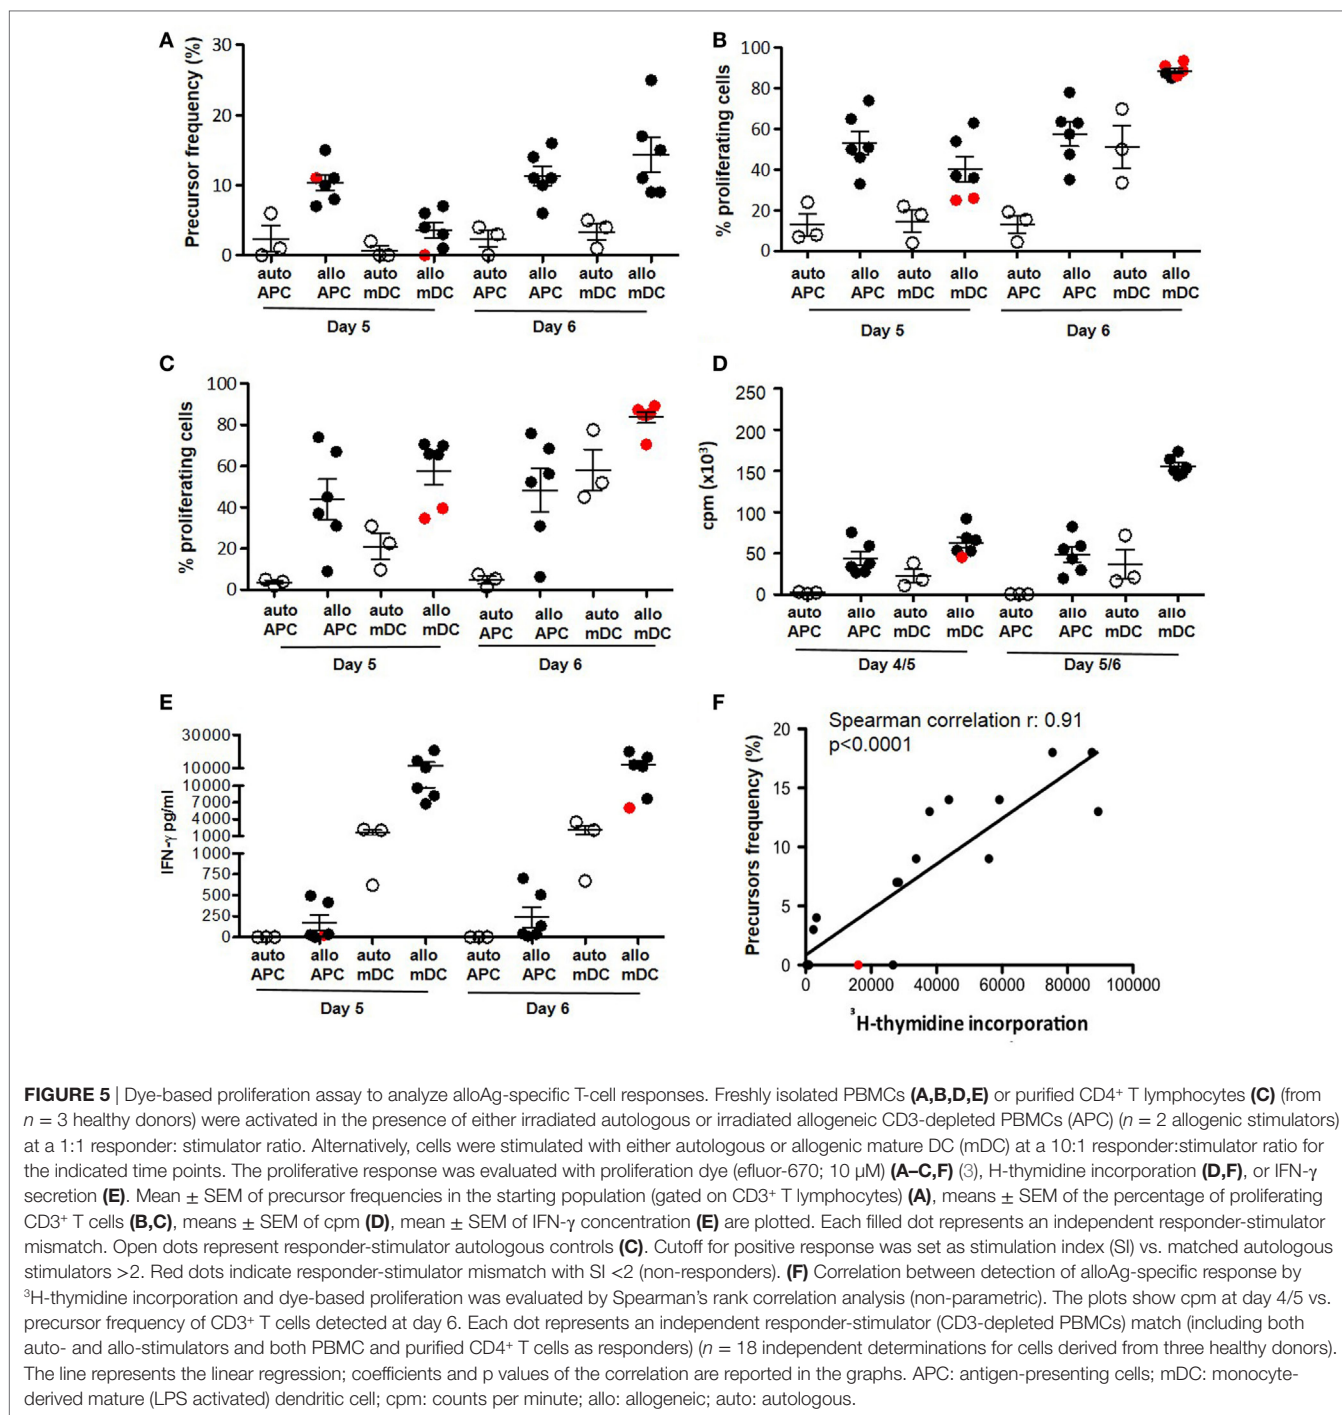 A
Precursor frequency (%)
30
20
10
0
auto APC
allo APC
auto mDC
allo mDC
auto APC
allo APC
auto mDC
allo mDC
Day 5
Day 6
B
% proliferating cells
100
80
60
40
20
0
auto APC
allo APC
auto mDC
allo mDC
auto APC
allo APC
auto mDC
allo mDC
Day 5
Day 6
C
% proliferating cells
100
80
60
40
20
0
auto APC
allo APC
auto mDC
allo mDC
auto APC
allo APC
auto mDC
allo mDC
Day 5
Day 6
D
cpm (x10³)
250
200
150
100
50
0
auto APC
allo APC
auto mDC
allo mDC
auto APC
allo APC
auto mDC
allo mDC
Day 4/5
Day 5/6
E
IFN-γ pg/ml
30000
10000
10000
7000
4000
1000
1000
750
500
250
0
auto APC
allo APC
auto mDC
allo mDC
auto APC
allo APC
auto mDC
allo mDC
Day 5
Day 6
F
Spearman correlation r: 0.91
p<0.0001
Precursors frequency (%)
20
15
10
5
0
0 20000 40000 60000 80000 100000
³H-thymidine incorporation
FIGURE 5 | Dye-based proliferation assay to analyze alloAg-specific T-cell responses. Freshly isolated PBMCs (A,B,D,E) or purified CD4⁺ T lymphocytes (C) (from
n = 3 healthy donors) were activated in the presence of either irradiated autologous or irradiated allogeneic CD3-depleted PBMCs (APC) (n = 2 allogenic stimulators)
at a 1:1 responder: stimulator ratio. Alternatively, cells were stimulated with either autologous or allogenic mature DC (mDC) at a 10:1 responder:stimulator ratio for
the indicated time points. The proliferative response was evaluated with proliferation dye (efluor-670; 10 μM) (A–C,F) (3), H-thymidine incorporation (D,F), or IFN-γ
secretion (E). Mean ± SEM of precursor frequencies in the starting population (gated on CD3⁺ T lymphocytes) (A), means ± SEM of the percentage of proliferating
CD3⁺ T cells (B,C), means ± SEM of cpm (D), mean ± SEM of IFN-γ concentration (E) are plotted. Each filled dot represents an independent responder-stimulator
mismatch. Open dots represent responder-stimulator autologous controls (C). Cutoff for positive response was set as stimulation index (SI) vs. matched autologous
stimulators >2. Red dots indicate responder-stimulator mismatch with SI <2 (non-responders). (F) Correlation between detection of alloAg-specific response by
³H-thymidine incorporation and dye-based proliferation was evaluated by Spearman's rank correlation analysis (non-parametric). The plots show cpm at day 4/5 vs.
precursor frequency of CD3⁺ T cells detected at day 6. Each dot represents an independent responder-stimulator (CD3-depleted PBMCs) match (including both
auto- and allo-stimulators and both PBMC and purified CD4⁺ T cells as responders) (n = 18 independent determinations for cells derived from three healthy donors).
The line represents the linear regression; coefficients and p values of the correlation are reported in the graphs. APC: antigen-presenting cells; mDC: monocyte-
derived mature (LPS activated) dendritic cell; cpm: counts per minute; allo: allogeneic; auto: autologous.